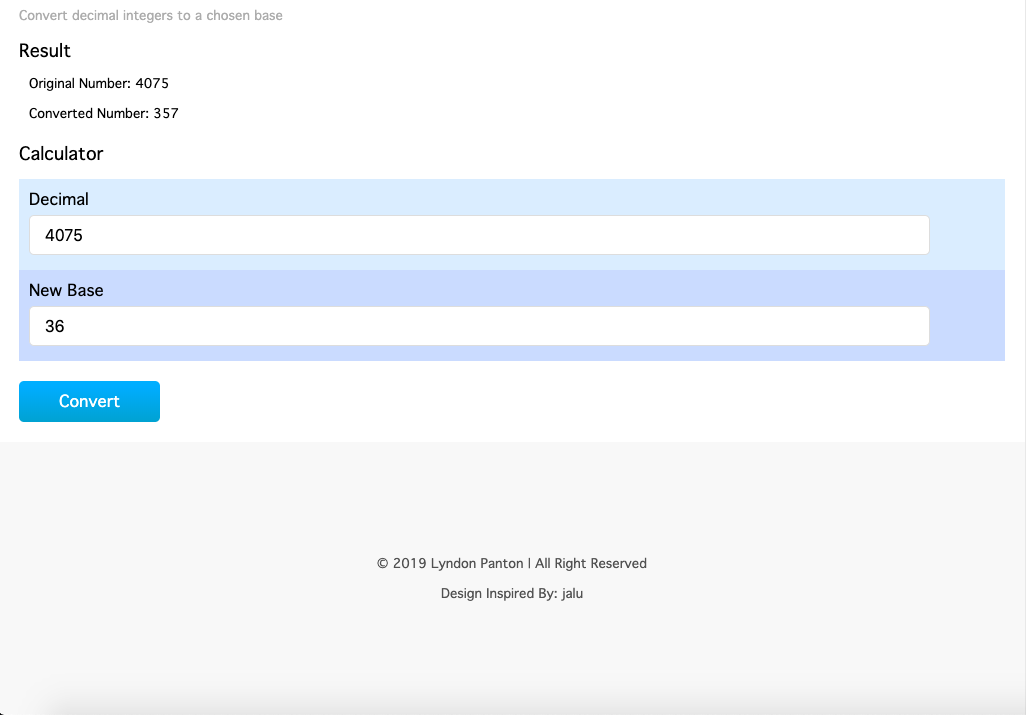 Convert decimal integers to a chosen base
Result
Original Number: 4075
Converted Number: 357
Calculator
Decimal
4075
New Base
36
Convert
© 2019 Lyndon Panton | All Right Reserved
Design Inspired By: jalu